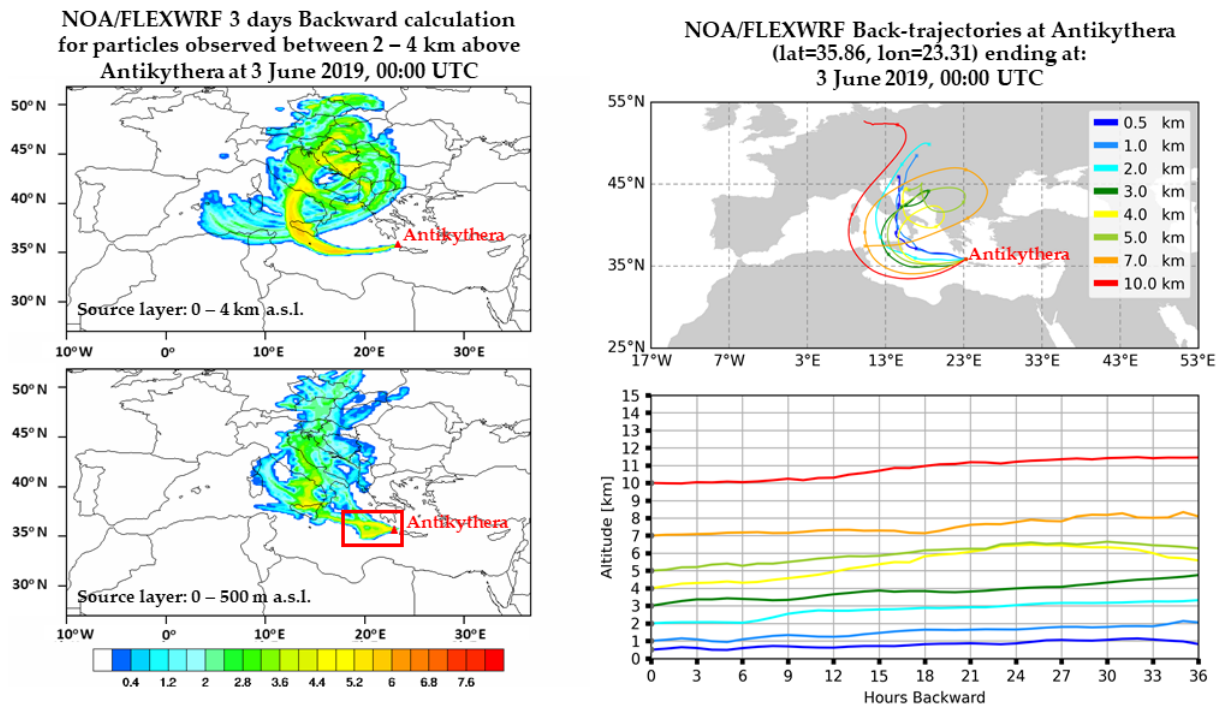 NOA/FLEXWRF 3 days Backward calculation
for particles observed between 2 – 4 km above
Antikythera at 3 June 2019, 00:00 UTC
50° N
45° N
40° N
35° N
30° N
Antikythera
Source layer: 0 – 4 km a.s.l.
10°W 0° 10°E 20°E 30°E
50° N
45° N
40° N
35° N
30° N
Antikythera
Source layer: 0 – 500 m a.s.l.
10°W 0° 10°E 20°E 30°E
0.4 1.2 2 2.8 3.6 4.4 5.2 6 6.8 7.6
NOA/FLEXWRF Back-trajectories at Antikythera
(lat=35.86, lon=23.31) ending at:
3 June 2019, 00:00 UTC
55°N
45°N
35°N
25°N
0.5 km
1.0 km
2.0 km
3.0 km
4.0 km
5.0 km
7.0 km
10.0 km
Antikythera
17°W 7°W 3°E 13°E 23°E 33°E 43°E 53°E
Altitude [km]
15
14
13
12
11
10
9
8
7
6
5
4
3
2
1
0
0 3 6 9 12 15 18 21 24 27 30 33 36
Hours Backward